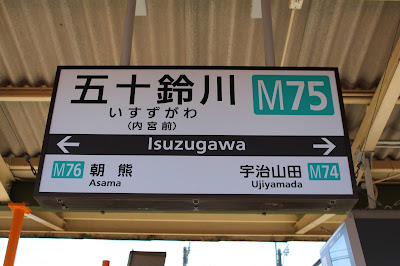 五十鈴川 M75
いすずがわ
(内宮前)
Isuzugawa
M76 朝熊 宇治山田 M74
Asama Ujiyamada